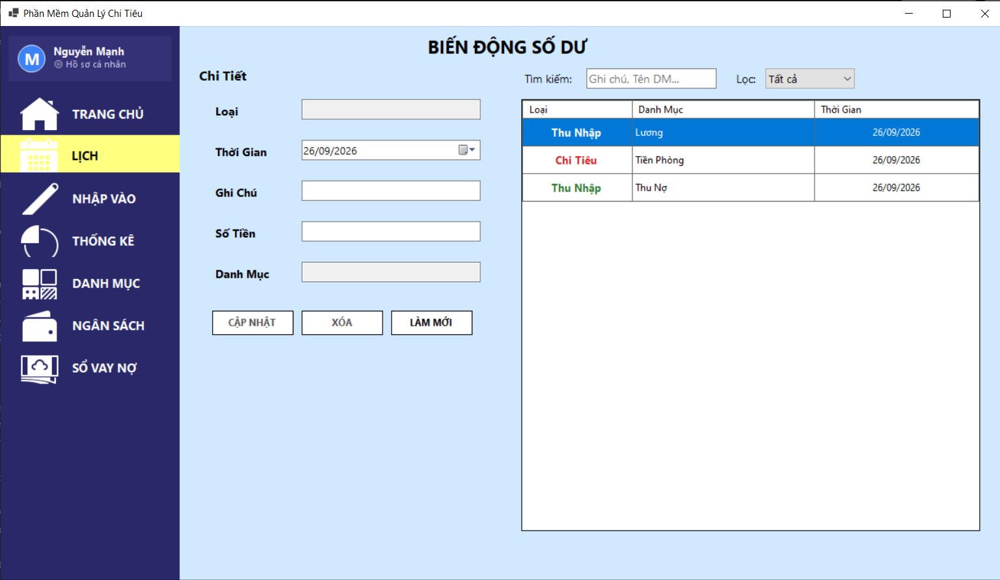 Phần Mềm Quản Lý Chi Tiêu
M
Nguyễn Mạnh
Hồ sơ cá nhân
TRANG CHỦ
LỊCH
NHẬP VÀO
THỐNG KÊ
DANH MỤC
NGÂN SÁCH
SỔ VAY NỢ
BIẾN ĐỘNG SỐ DƯ
Chi Tiết
Loại
Thời Gian 26/09/2026
Ghi Chú
Số Tiền
Danh Mục
CẬP NHẬT XÓA LÀM MỚI
Tìm kiếm: Ghi chú, Tên DM... Lọc: Tất cả
Loại Danh Mục Thời Gian
Thu Nhập Lương 26/09/2026
Chi Tiêu Tiền Phòng 26/09/2026
Thu Nhập Thu Nợ 26/09/2026